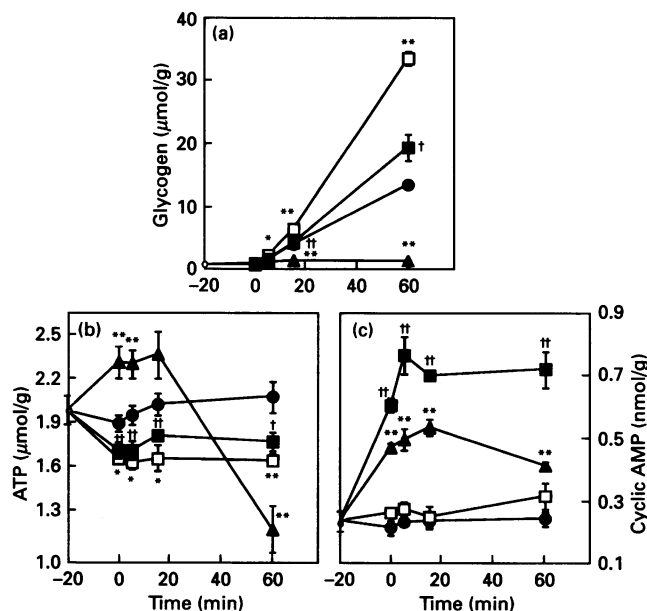 (a)
40
30
20
10
0
Glycogen (μmol/g)
**
†
**
*
††
**
**
–20 0 20 40 60
(b)
2.5
2.2
1.9
1.6
1.3
1.0
ATP (μmol/g)
** **
†† †† ††
†
* * *
**
**
–20 0 20 40 60
Time (min)
(c)
0.9
0.7
0.5
0.3
0.1
Cyclic AMP (nmol/g)
††
††
††
††
** ** **
**
–20 0 20 40 60
Time (min)